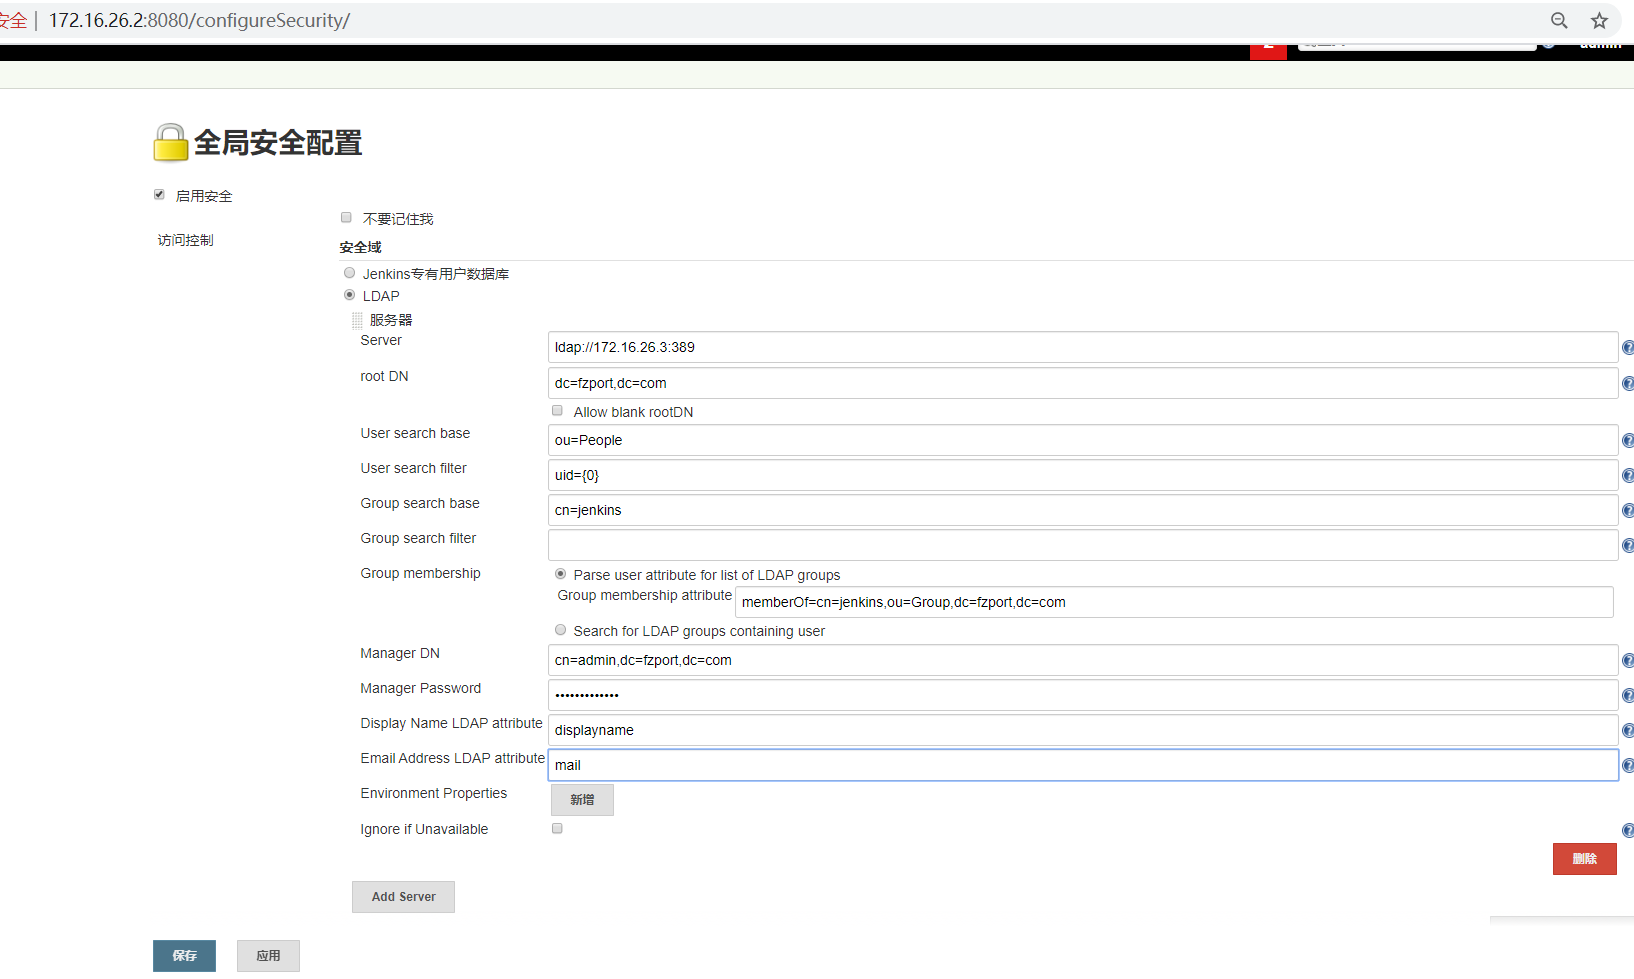 安全 | 172.16.26.2:8080/configureSecurity/
2
admin
全局安全配置
启用安全
不要记住我
访问控制
安全域
Jenkins专有用户数据库
LDAP
服务器
Server
ldap://172.16.26.3:389
root DN
dc=fzport,dc=com
Allow blank rootDN
User search base
ou=People
User search filter
uid={0}
Group search base
cn=jenkins
Group search filter
Group membership
Parse user attribute for list of LDAP groups
Group membership attribute
memberOf=cn=jenkins,ou=Group,dc=fzport,dc=com
Search for LDAP groups containing user
Manager DN
cn=admin,dc=fzport,dc=com
Manager Password
•••••••••••••
Display Name LDAP attribute
displayname
Email Address LDAP attribute
mail
Environment Properties
新增
Ignore if Unavailable
删除
Add Server
保存
应用